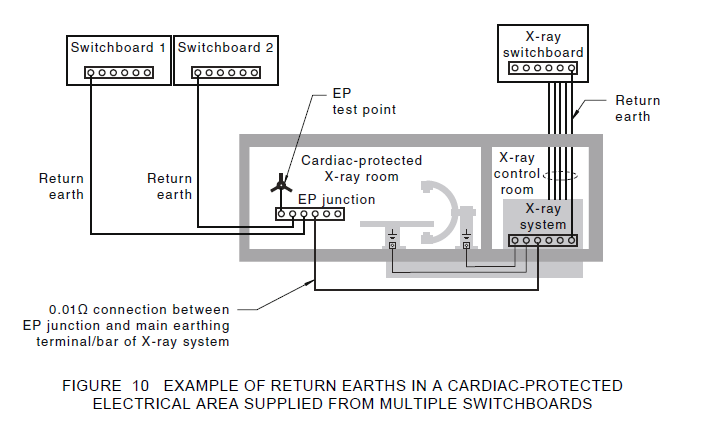 Switchboard 1
Switchboard 2
X-ray
switchboard
EP
test point
Return
earth
Cardiac-protected
X-ray room
X-ray
control
room
Return
earth
Return
earth
EP junction
X-ray
system
0.01Ω connection between
EP junction and main earthing
terminal/bar of X-ray system
FIGURE 10 EXAMPLE OF RETURN EARTHS IN A CARDIAC-PROTECTED
ELECTRICAL AREA SUPPLIED FROM MULTIPLE SWITCHBOARDS